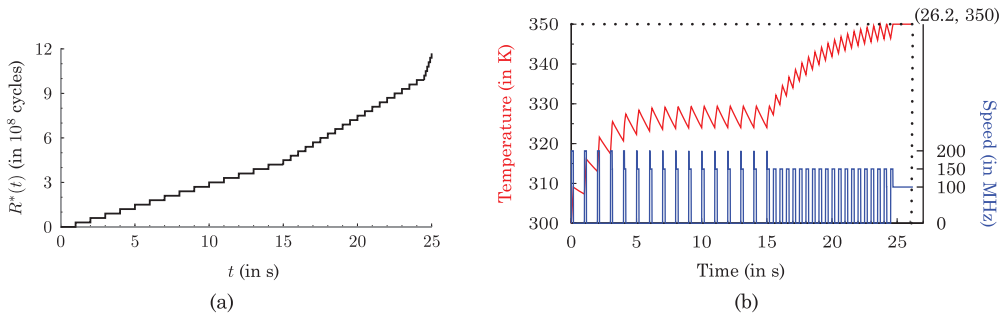 12
9
6
3
0
R*(t) (in 10⁸ cycles)
0 5 10 15 20 25
t (in s)
(a)
(26.2, 350)
350
340
330
320
310
300
Temperature (in K)
200
150
100
0
Speed (in MHz)
0 5 10 15 20 25
Time (in s)
(b)